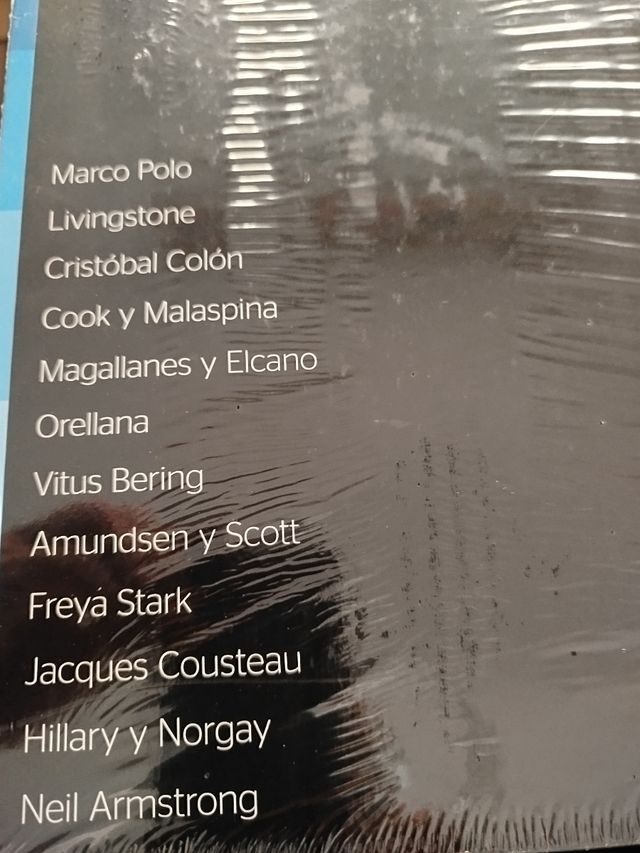 Marco Polo
Livingstone
Cristóbal Colón
Cook y Malaspina
Magallanes y Elcano
Orellana
Vitus Bering
Amundsen y Scott
Freya Stark
Jacques Cousteau
Hillary y Norgay
Neil Armstrong